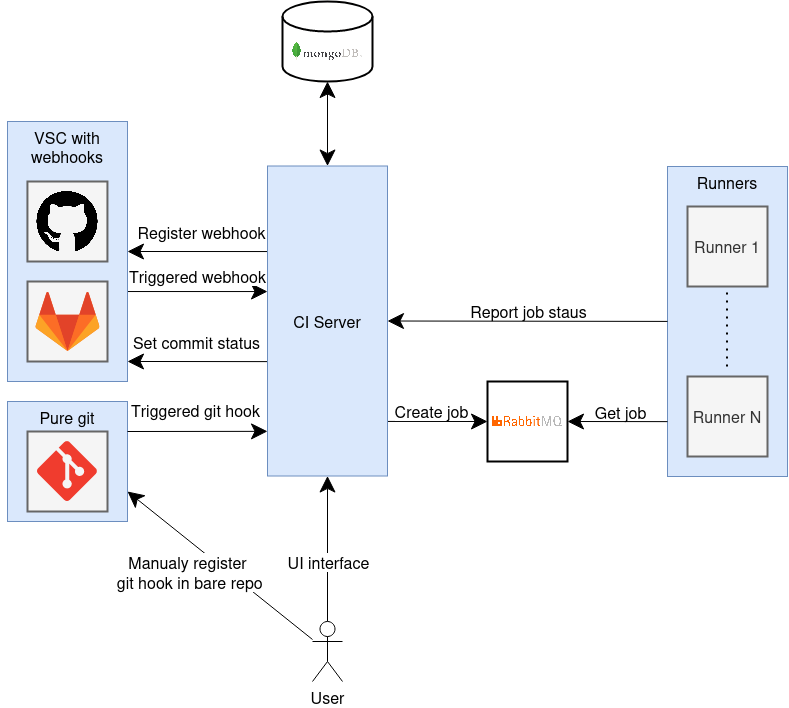 mongoDB.
VSC with
webhooks
Register webhook
Triggered webhook
Set commit status
CI Server
Runners
Runner 1
Report job staus
Runner N
Pure git
Triggered git hook
Create job
RabbitMQ
Get job
Manualy register
git hook in bare repo
UI interface
User